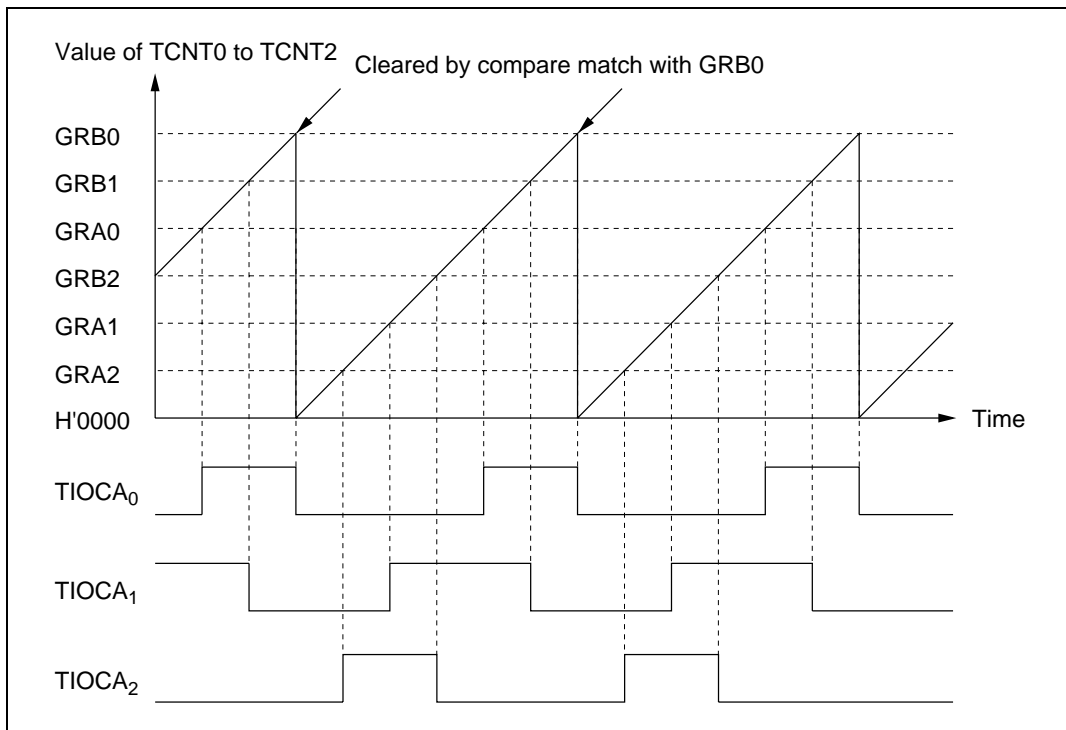 Value of TCNT0 to TCNT2
Cleared by compare match with GRB0
GRB0
GRB1
GRA0
GRB2
GRA1
GRA2
H'0000
Time
TIOCA0
TIOCA1
TIOCA2